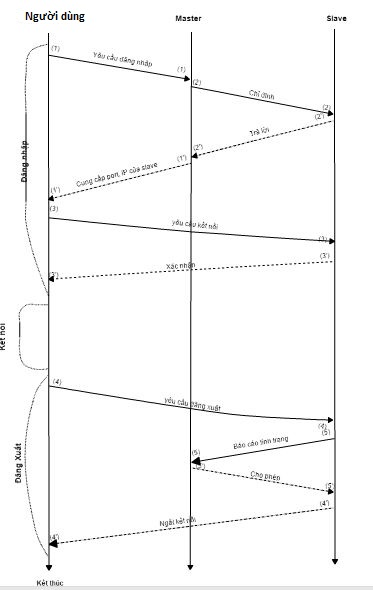 Người dùng
Master
Slave
(1)
Yêu cầu đăng nhập
(1)
(2)
Chỉ định
(2)
(2')
Trả lời
(2')
(1')
Cung cấp port, IP của slave
(1')
Đăng nhập
(3)
yêu cầu kết nối
(3)
(3')
Xác nhận
(3')
Kết nối
(4)
yêu cầu đăng xuất
(4)
(5)
Báo cáo tình trạng
(5)
(5')
Cho phép
(5')
(4')
Ngắt kết nối
(4')
Đăng Xuất
Kết thúc